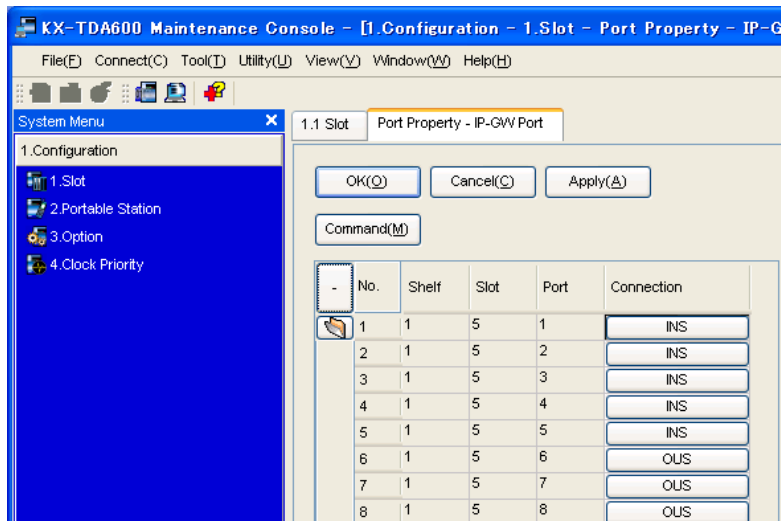 KX-TDA600 Maintenance Console - [1.Configuration - 1.Slot - Port Property - IP-G
File(F) Connect(C) Tool(T) Utility(U) View(V) Window(W) Help(H)
System Menu
1.1 Slot Port Property - IP-GW Port
1.Configuration
1.Slot
2.Portable Station
3.Option
4.Clock Priority
OK(O) Cancel(C) Apply(A)
Command(M)
- No. Shelf Slot Port Connection
1 1 5 1 INS
2 1 5 2 INS
3 1 5 3 INS
4 1 5 4 INS
5 1 5 5 INS
6 1 5 6 OUS
7 1 5 7 OUS
8 1 5 8 OUS